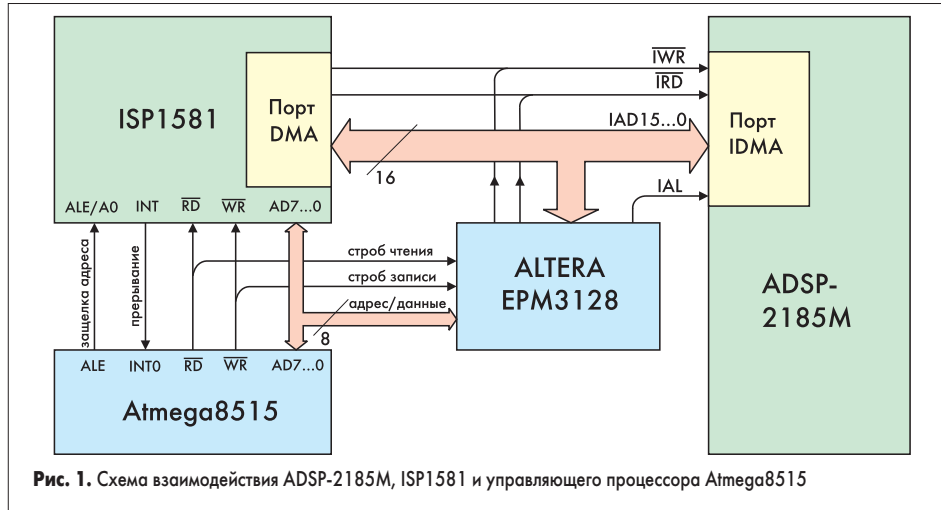 ISP1581
Порт
DMA
ALE/A0 INT RD WR AD7...0
IWR
IRD
IAD15...0
16
IAL
Порт
IDMA
ADSP-
2185M
защелка адреса
прерывание
строб чтения
строб записи
адрес/данные
8
ALTERA
EPM3128
ALE INT0 RD WR AD7...0
Atmega8515
Рис. 1. Схема взаимодействия ADSP-2185M, ISP1581 и управляющего процессора Atmega8515